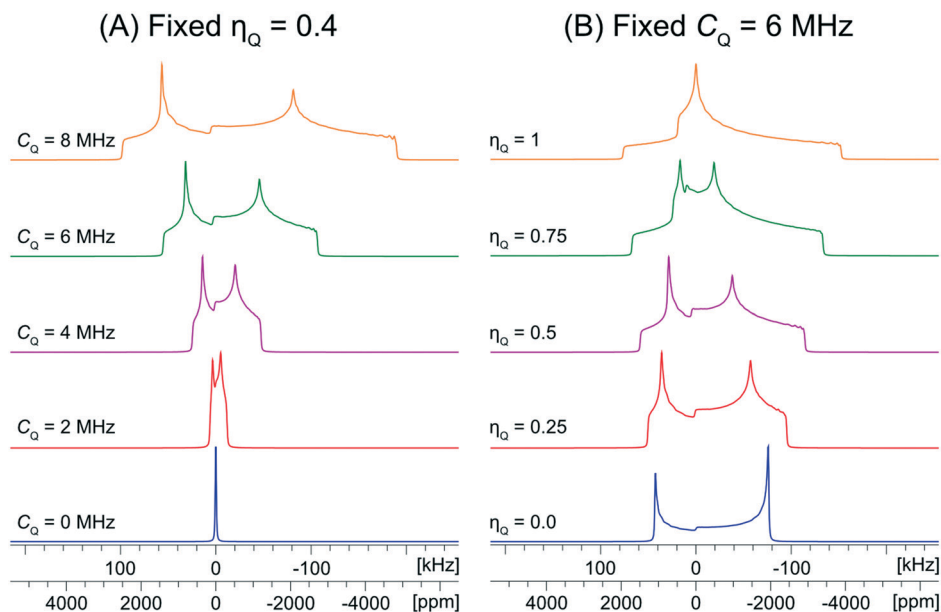 (A) Fixed ηQ = 0.4
(B) Fixed CQ = 6 MHz
CQ = 8 MHz
CQ = 6 MHz
CQ = 4 MHz
CQ = 2 MHz
CQ = 0 MHz
100 0 -100 [kHz]
4000 2000 0 -2000 -4000 [ppm]
ηQ = 1
ηQ = 0.75
ηQ = 0.5
ηQ = 0.25
ηQ = 0.0
100 0 -100 [kHz]
4000 2000 0 -2000 -4000 [ppm]